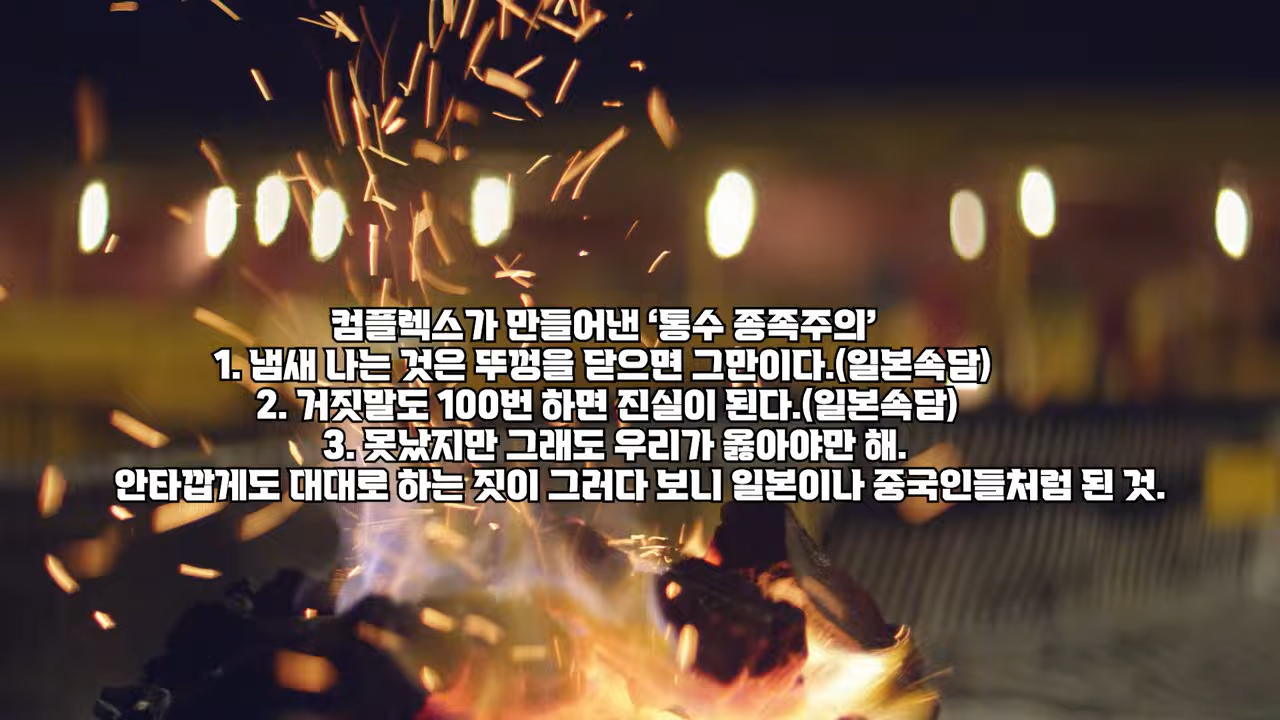 컴플렉스가 만들어낸 ‘통수 종족주의’
1. 냄새 나는 것은 뚜껑을 닫으면 그만이다.(일본속담)
2. 거짓말도 100번 하면 진실이 된다.(일본속담)
3. 못났지만 그래도 우리가 옳아야만 해.
안타깝게도 대대로 하는 짓이 그러다 보니 일본이나 중국인들처럼 된 것.